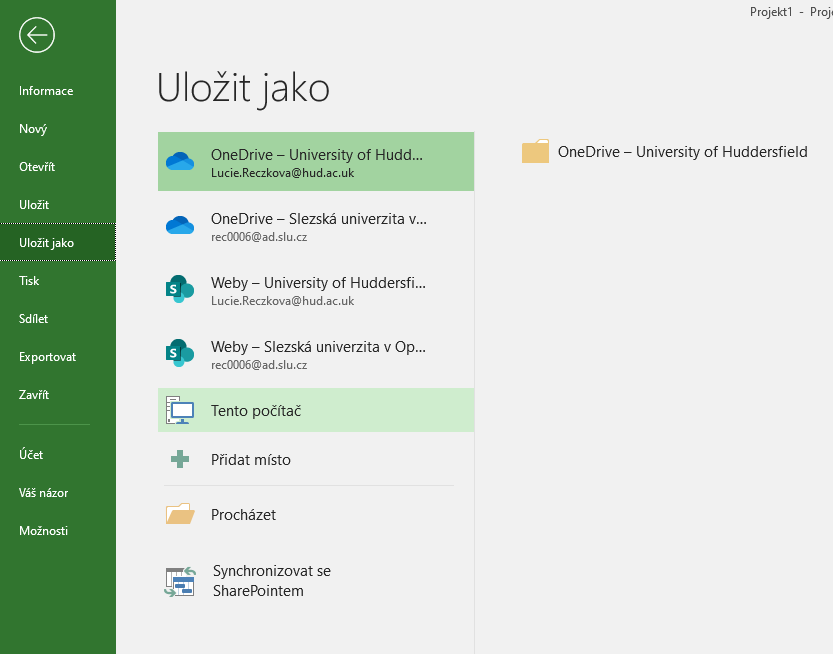 Projekt1 - Proj
Informace
Nový
Otevřít
Uložit
Uložit jako
Tisk
Sdílet
Exportovat
Zavřít
Účet
Váš názor
Možnosti
Uložit jako
OneDrive – University of Hudd...
Lucie.Reczkova@hud.ac.uk
OneDrive – Slezská univerzita v...
rec0006@ad.slu.cz
Weby – University of Huddersfi...
Lucie.Reczkova@hud.ac.uk
Weby – Slezská univerzita v Op...
rec0006@ad.slu.cz
Tento počítač
Přidat místo
Procházet
Synchronizovat se
SharePointem
OneDrive – University of Huddersfield